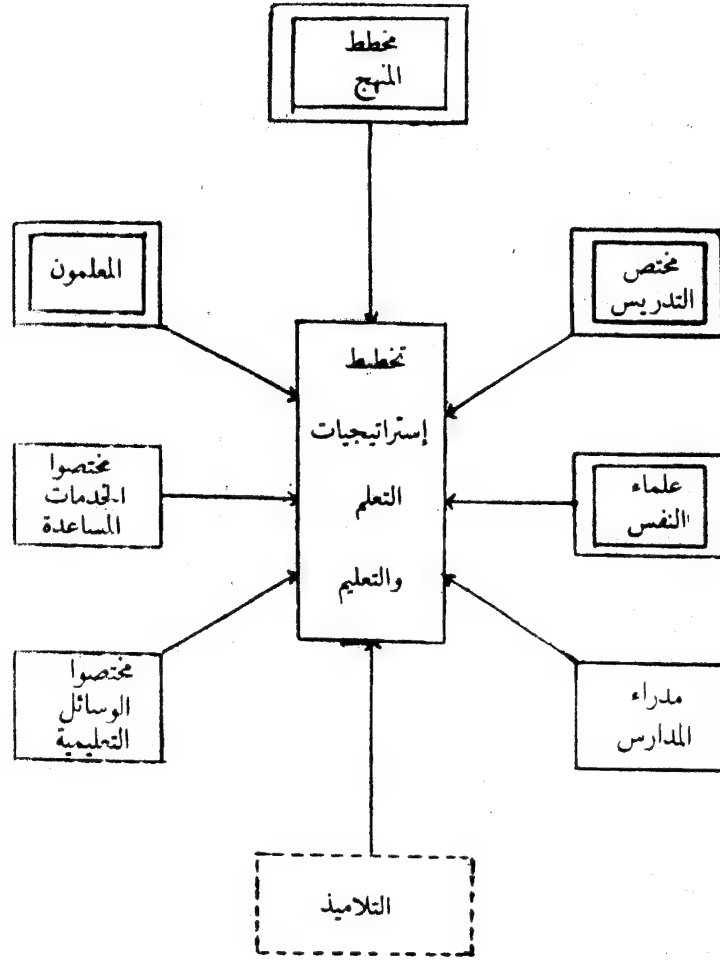 مخطط
المنهج
المعلمون
مختص
التدريس
تخطيط
إستراتيجيات
التعلم
والتعليم
مختصوا
الخدمات
المساعدة
علماء
النفس
مختصوا
الوسائل
التعليمية
مدراء
المدارس
التلاميذ